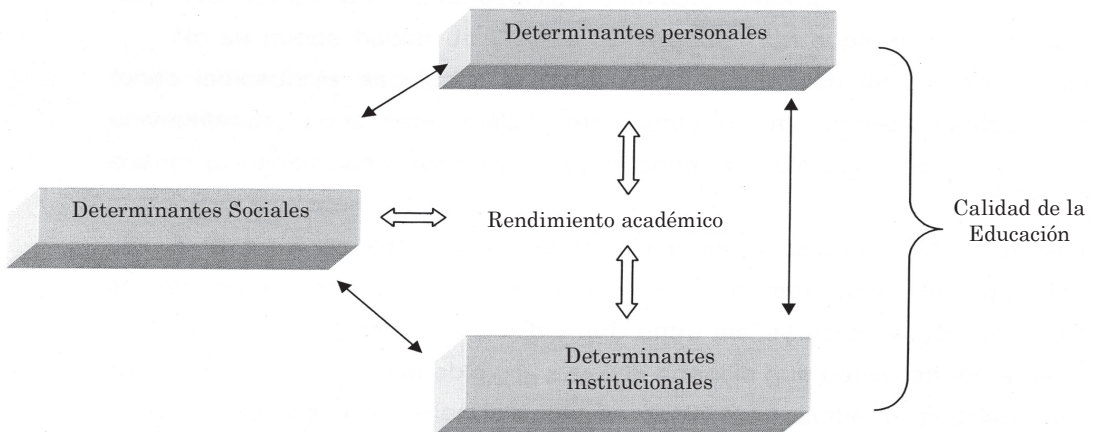 Determinantes personales
Determinantes Sociales
Rendimiento académico
Calidad de la
Educación
Determinantes
institucionales